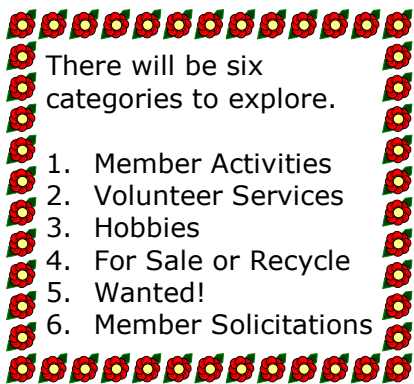 There will be six
categories to explore.
1. Member Activities
2. Volunteer Services
3. Hobbies
4. For Sale or Recycle
5. Wanted!
6. Member Solicitations